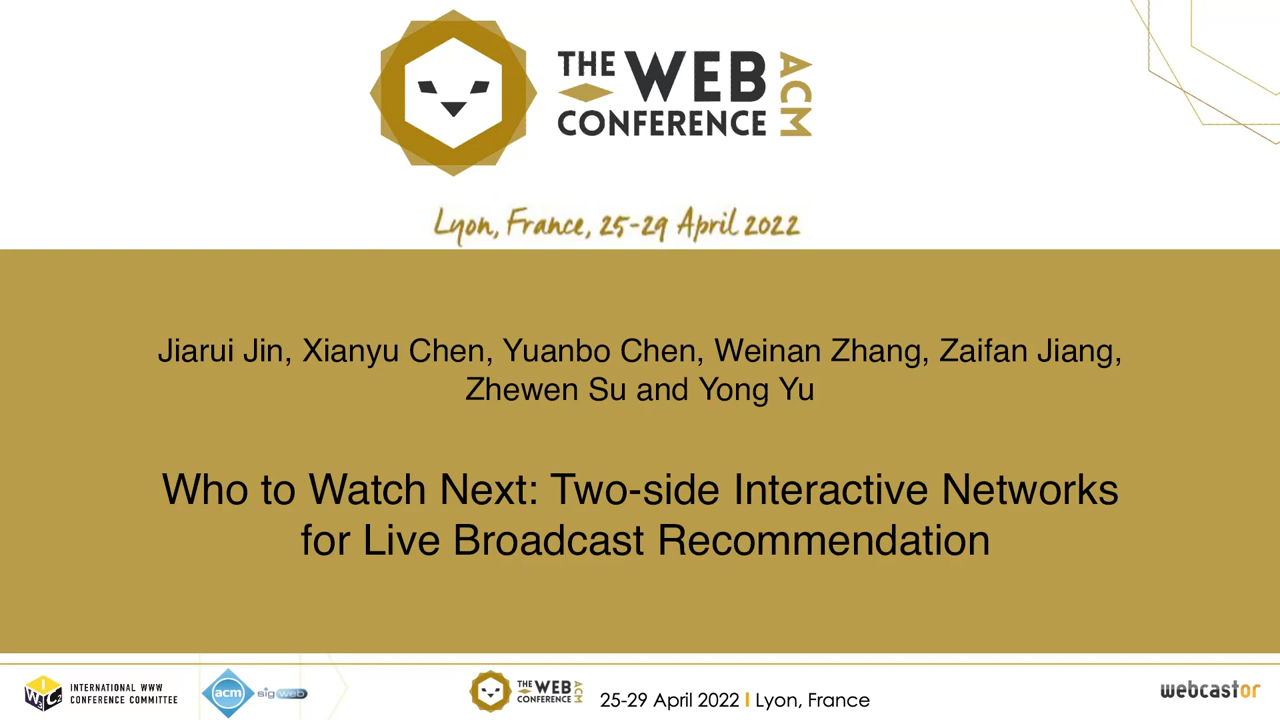 THE WEB ACM
CONFERENCE
Lyon, France, 25-29 April 2022
Jiarui Jin, Xianyu Chen, Yuanbo Chen, Weinan Zhang, Zaifan Jiang,
Zhewen Su and Yong Yu
Who to Watch Next: Two-side Interactive Networks
for Live Broadcast Recommendation
INTERNATIONAL WWW
CONFERENCE COMMITTEE
acm sigweb
THE WEB ACM
CONFERENCE
25-29 April 2022 I Lyon, France
webcastor